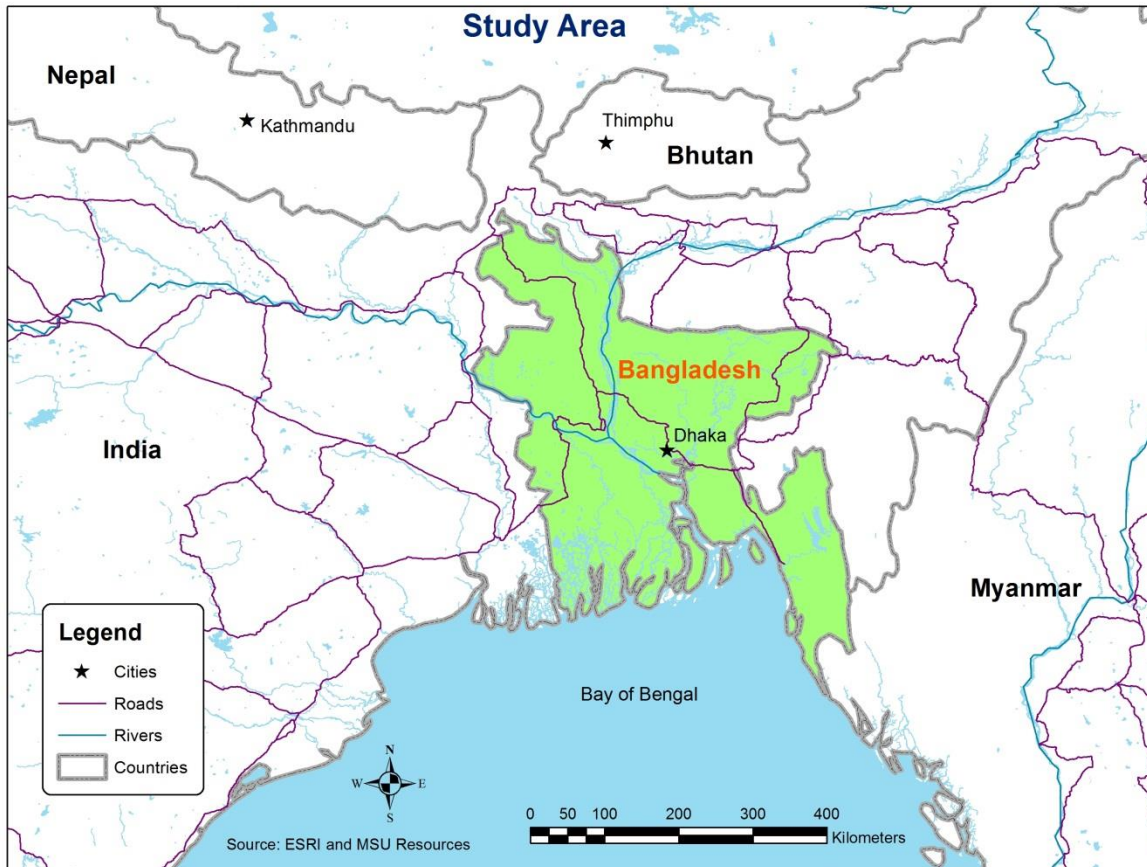 Study Area
Nepal
Kathmandu
Thimphu
Bhutan
Bangladesh
Dhaka
India
Myanmar
Bay of Bengal
Legend
Cities
Roads
Rivers
Countries
N
W E
S
0 50 100 200 300 400
Kilometers
Source: ESRI and MSU Resources